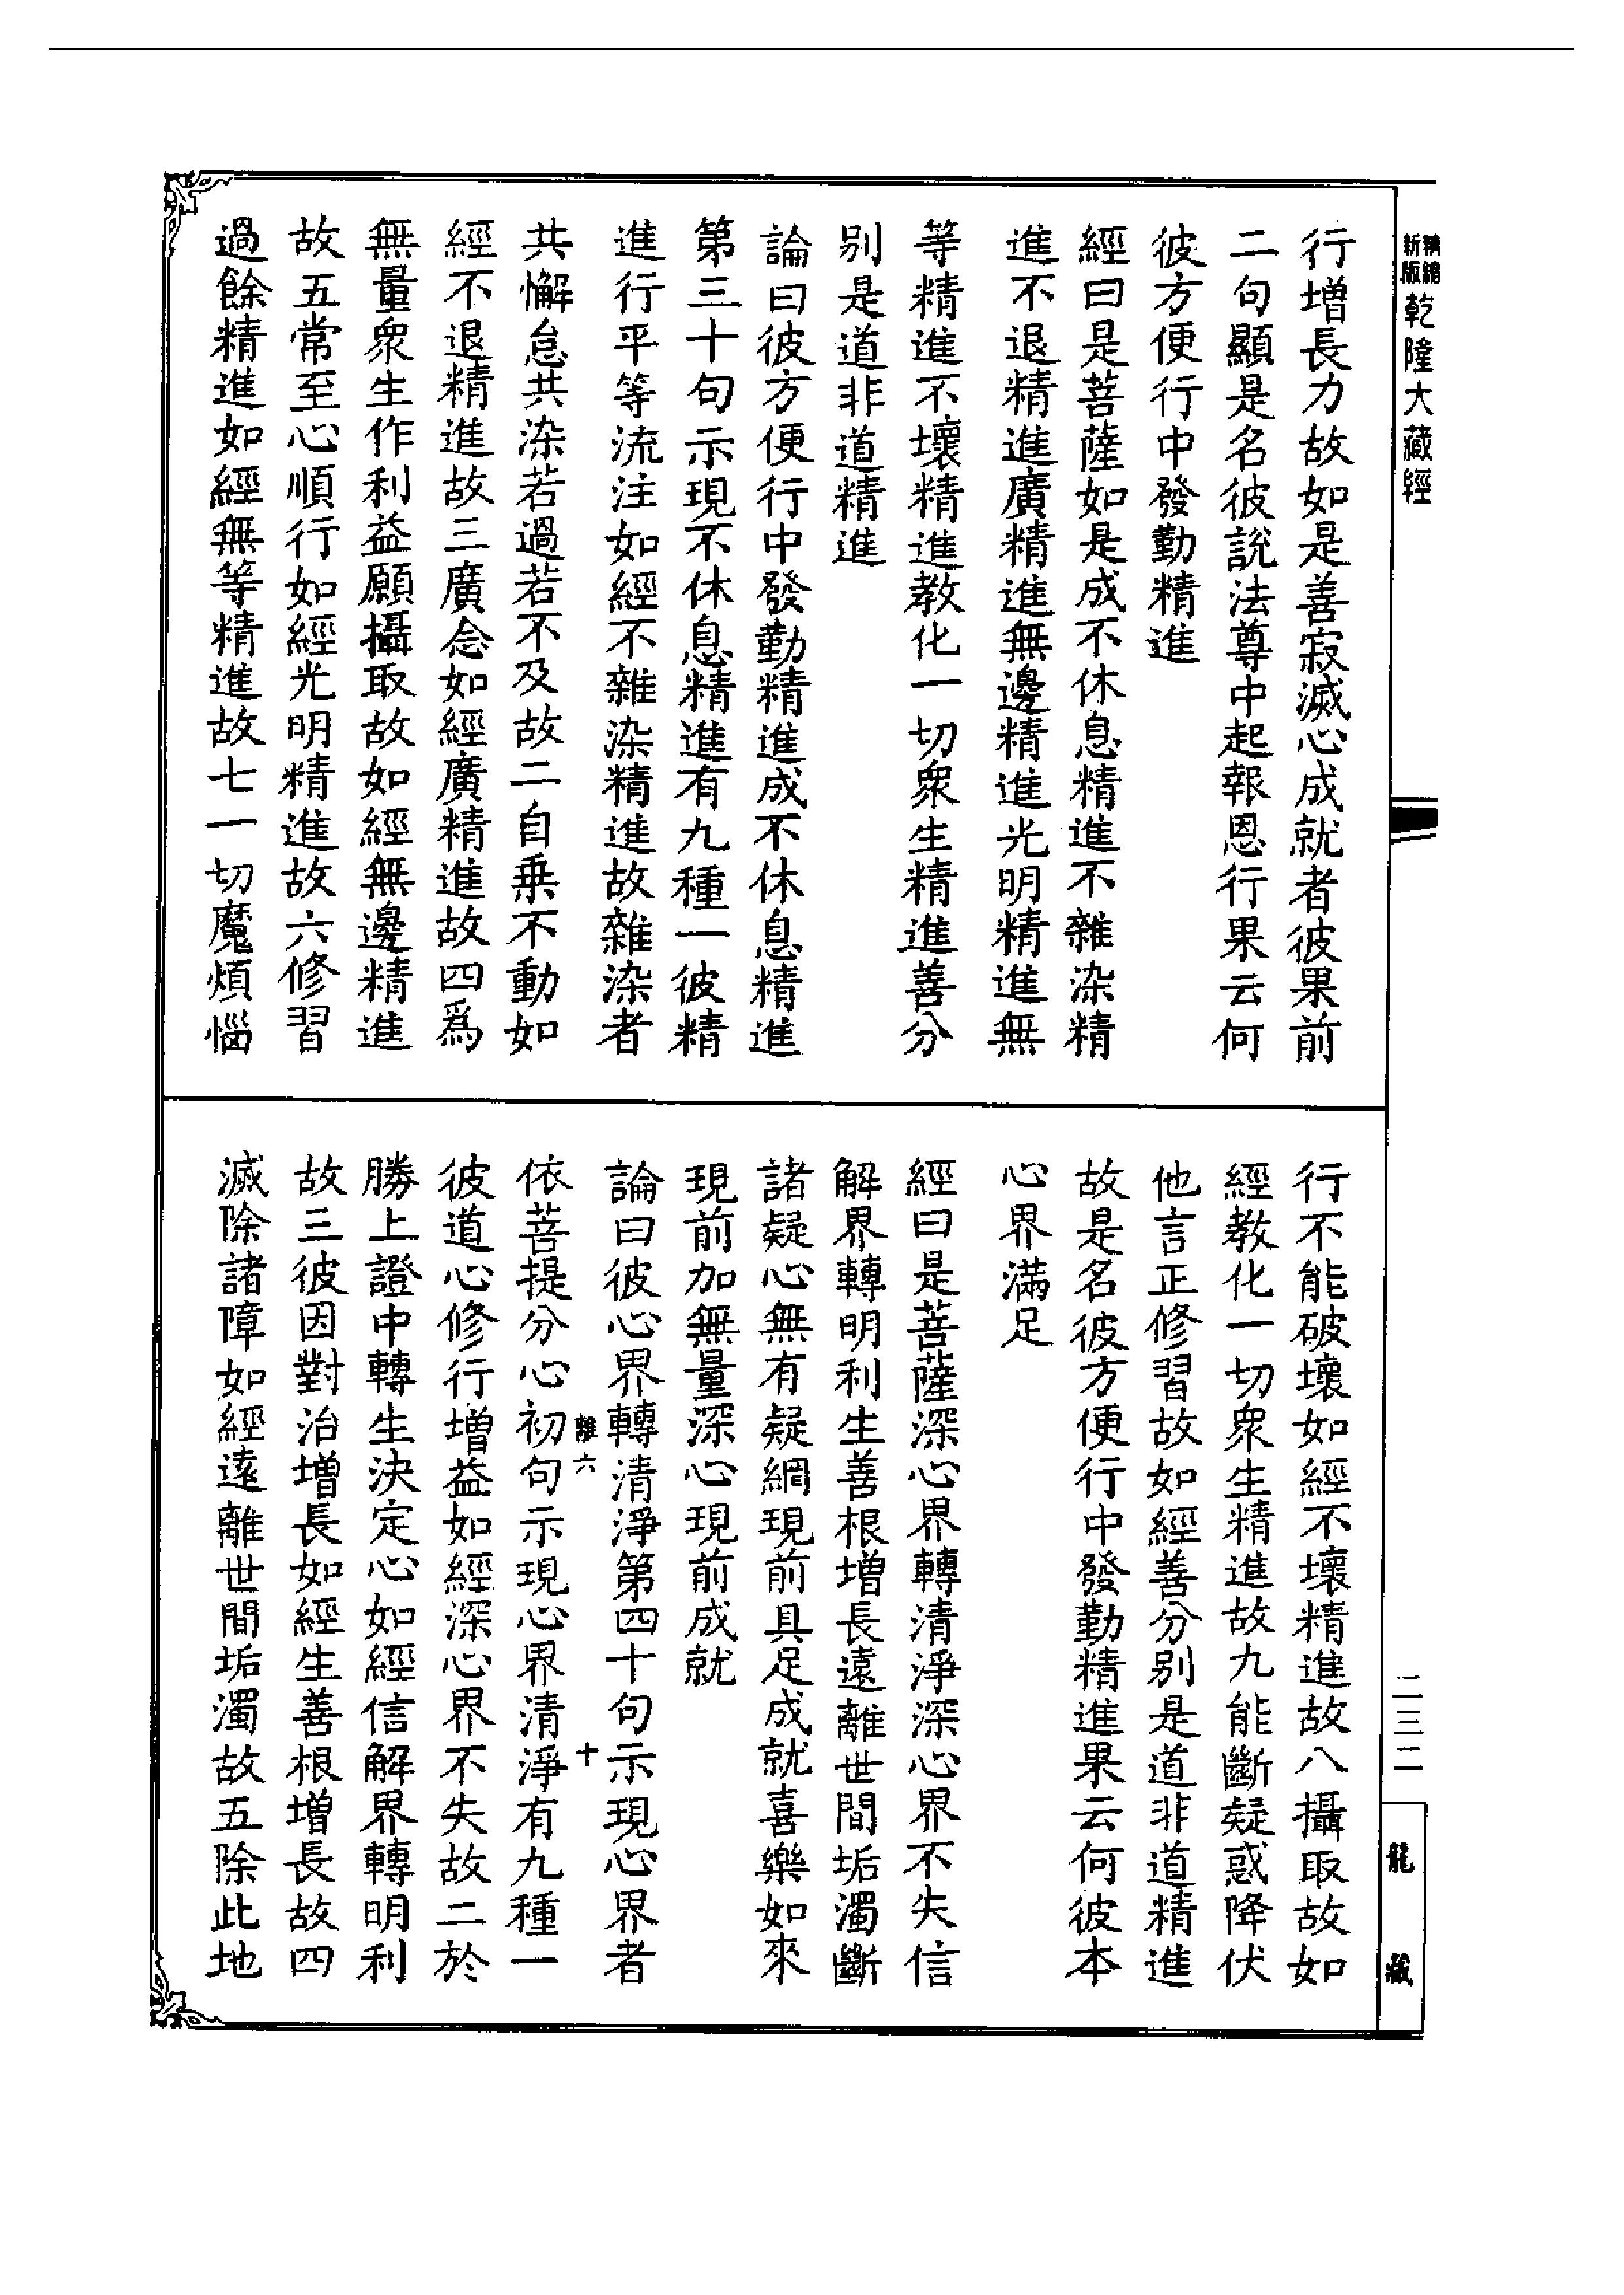 新版精縮乾隆大藏經
行增長力故如是善寂滅心成就者彼果前
二句顯是名彼說法尊中起報恩行果云何
彼方便行中發勤精進
經曰是菩薩如是成不休息精進不雜染精
進不退精進廣精進無邊精進光明精進無
等精進不壞精進教化一切衆生精進善分
別是道非道精進
論曰彼方便行中發勤精進成不休息精進
第三十句示現不休息精進有九種一彼精
進行平等流注如經不雜染精進故雜染者
共懈怠共染若過若不及故二自乘不動如
經不退精進故三廣念如經廣精進故四爲
無量衆生作利益願攝取故如經無邊精進
故五常至心順行如經光明精進故六修習
過餘精進如經無等精進故七一切魔煩惱
行不能破壞如經不壞精進故八攝取故如
經教化一切衆生精進故九能斷疑惑降伏
他言正修習故如經善分別是道非道精進
故是名彼方便行中發勤精進果云何彼本
心界滿足
經曰是菩薩深心界轉清淨深心界不失信
解界轉明利生善根增長遠離世間垢濁斷
諸疑心無有疑網現前具足成就喜樂如來
現前加無量深心現前成就
論曰彼心界轉清淨第四十句示現心界者
離六 十
依菩提分心初句示現心界清淨有九種一
彼道心修行增益如經深心界不失故二於
勝上證中轉生決定心如經信解界轉明利
故三彼因對治增長如經生善根增長故四
滅除諸障如經遠離世間垢濁故五除此地
二三二
龍藏